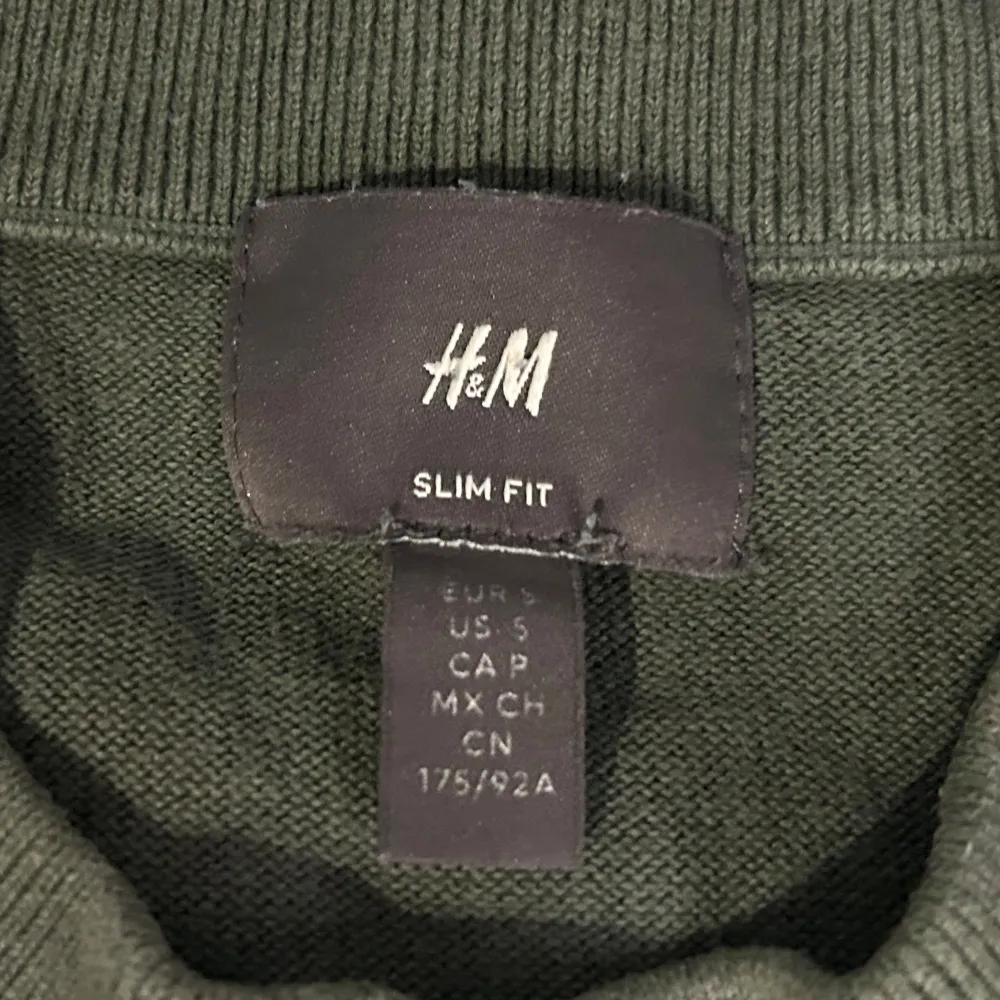 H&M
SLIM FIT
EUR S
US S
CA P
MX CH
CN
175/92A